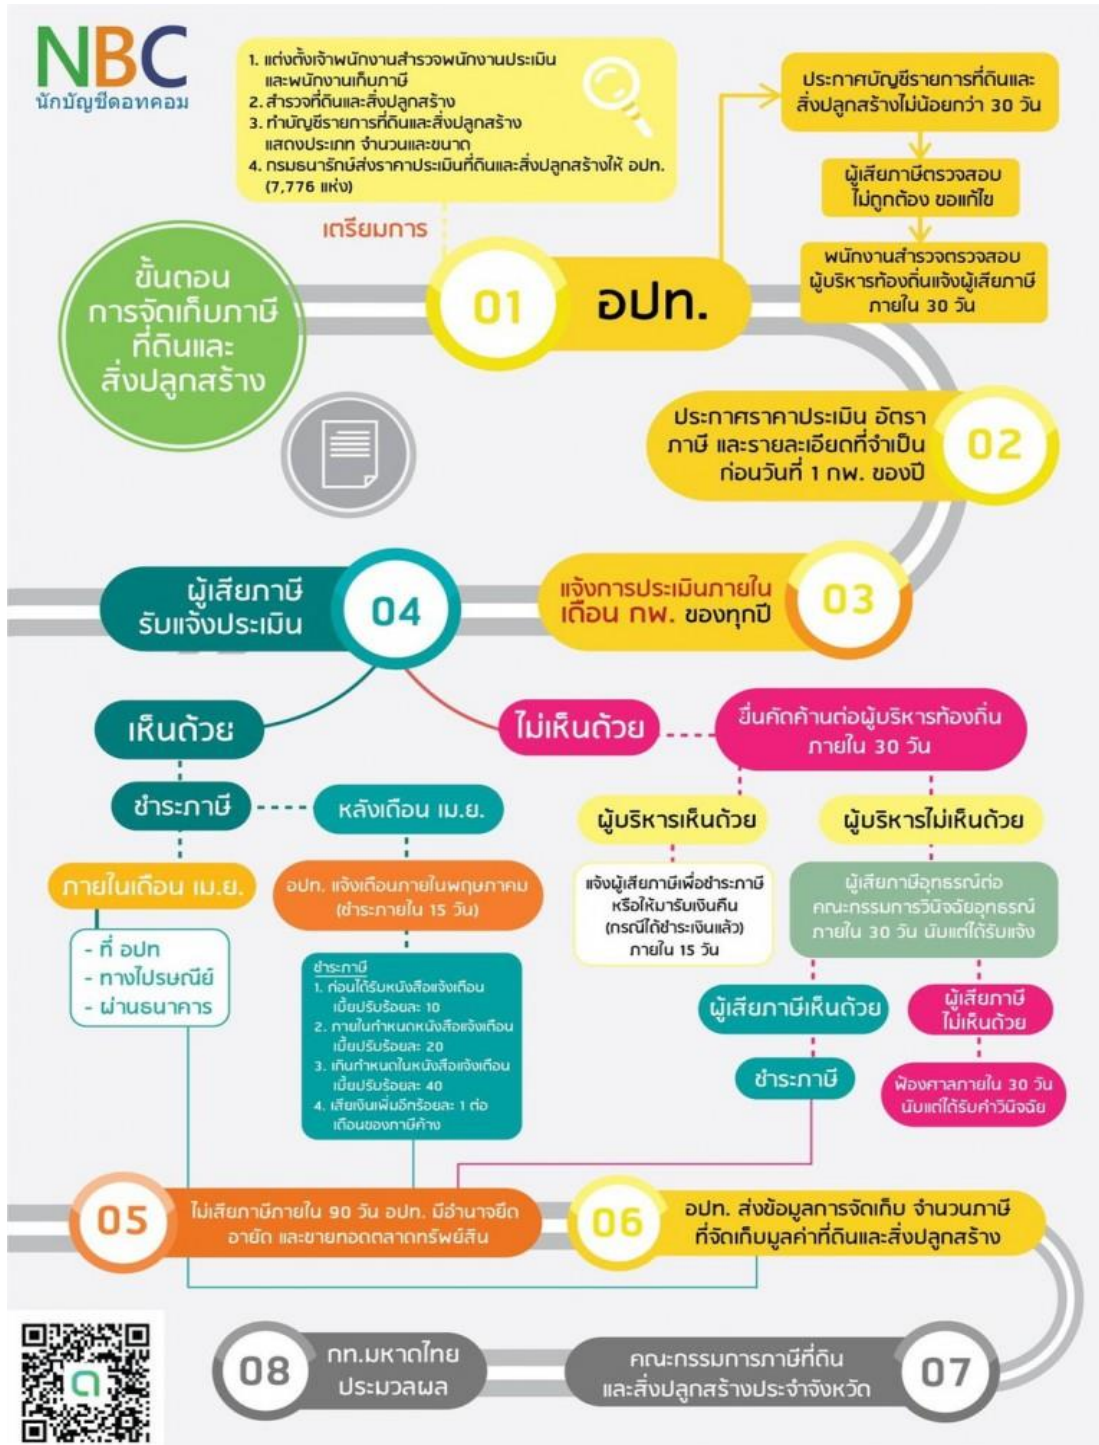 NBC
นักบัญชีดอทคอม
1. แต่งตั้งเจ้าพนักงานสำรวจพนักงานประเมิน
และพนักงานเก็บภาษี
2. สำรวจที่ดินและสิ่งปลูกสร้าง
3. ทำบัญชีรายการที่ดินและสิ่งปลูกสร้าง
แสดงประเภท จำนวนและขนาด
4. กรมธนารักษ์ส่งราคาประเมินที่ดินและสิ่งปลูกสร้างให้ อปท.
(7,776 แห่ง)
ประกาศบัญชีรายการที่ดินและ
สิ่งปลูกสร้างไม่น้อยกว่า 30 วัน
ผู้เสียภาษีตรวจสอบ
ไม่ถูกต้อง ขอแก้ไข
พนักงานสำรวจตรวจสอบ
ผู้บริหารท้องถิ่นแจ้งผู้เสียภาษี
ภายใน 30 วัน
เตรียมการ
ขั้นตอน
การจัดเก็บภาษี
ที่ดินและ
สิ่งปลูกสร้าง
01
อปท.
ประกาศราคาประเมิน อัตรา
ภาษี และรายละเอียดที่จำเป็น
ก่อนวันที่ 1 กพ. ของปี
02
แจ้งการประเมินภายใน
เดือน กพ. ของทุกปี
03
ผู้เสียภาษี
รับแจ้งประเมิน
04
เห็นด้วย
ไม่เห็นด้วย
ยื่นคัดค้านต่อผู้บริหารท้องถิ่น
ภายใน 30 วัน
ชำระภาษี
หลังเดือน เม.ย.
ผู้บริหารเห็นด้วย
ผู้บริหารไม่เห็นด้วย
ภายในเดือน เม.ย.
อปท. แจ้งเตือนภายในพฤษภาคม
(ชำระภายใน 15 วัน)
แจ้งผู้เสียภาษีเพื่อชำระภาษี
หรือให้มารับเงินคืน
(กรณีได้ชำระเงินแล้ว)
ภายใน 15 วัน
ผู้เสียภาษีอุทธรณ์ต่อ
คณะกรรมการวินิจฉัยอุทธรณ์
ภายใน 30 วัน นับแต่ได้รับแจ้ง
- ที่ อปท
- ทางไปรษณีย์
- ผ่านธนาคาร
ชำระภาษี
1. ก่อนได้รับหนังสือแจ้งเตือน
เบี้ยปรับร้อยละ 10
2. ภายในกำหนดหนังสือแจ้งเตือน
เบี้ยปรับร้อยละ 20
3. เกินกำหนดในหนังสือแจ้งเตือน
เบี้ยปรับร้อยละ 40
4. เสียเงินเพิ่มอีกร้อยละ 1 ต่อ
เดือนของภาษีค้าง
ผู้เสียภาษีเห็นด้วย
ผู้เสียภาษี
ไม่เห็นด้วย
ชำระภาษี
ฟ้องศาลภายใน 30 วัน
นับแต่ได้รับคำวินิจฉัย
05
ไม่เสียภาษีภายใน 90 วัน อปท. มีอำนาจยึด
อายัด และขายทอดตลาดทรัพย์สิน
06
อปท. ส่งข้อมูลการจัดเก็บ จำนวนภาษี
ที่จัดเก็บมูลค่าที่ดินและสิ่งปลูกสร้าง
08
กท.มหาดไทย
ประมวลผล
คณะกรรมการภาษีที่ดิน
และสิ่งปลูกสร้างประจำจังหวัด
07